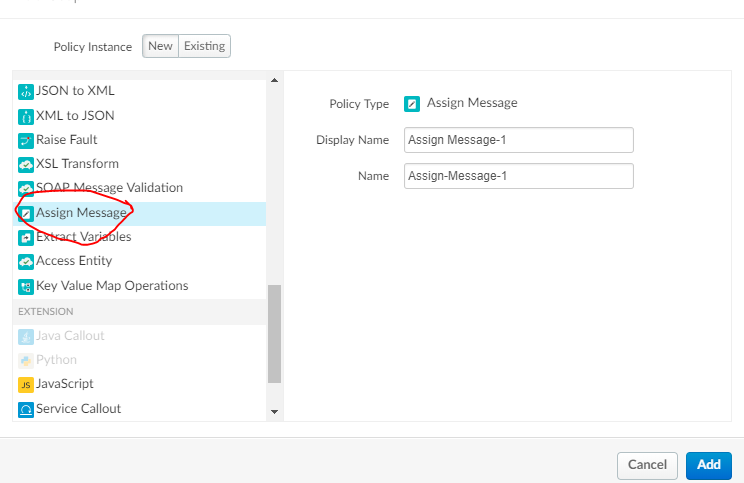 Policy Instance New Existing
JSON to XML
XML to JSON
Raise Fault
XSL Transform
SOAP Message Validation
Assign Message
Extract Variables
Access Entity
Key Value Map Operations
EXTENSION
Java Callout
Python
JS JavaScript
Service Callout
Policy Type Assign Message
Display Name Assign Message-1
Name Assign-Message-1
Cancel Add